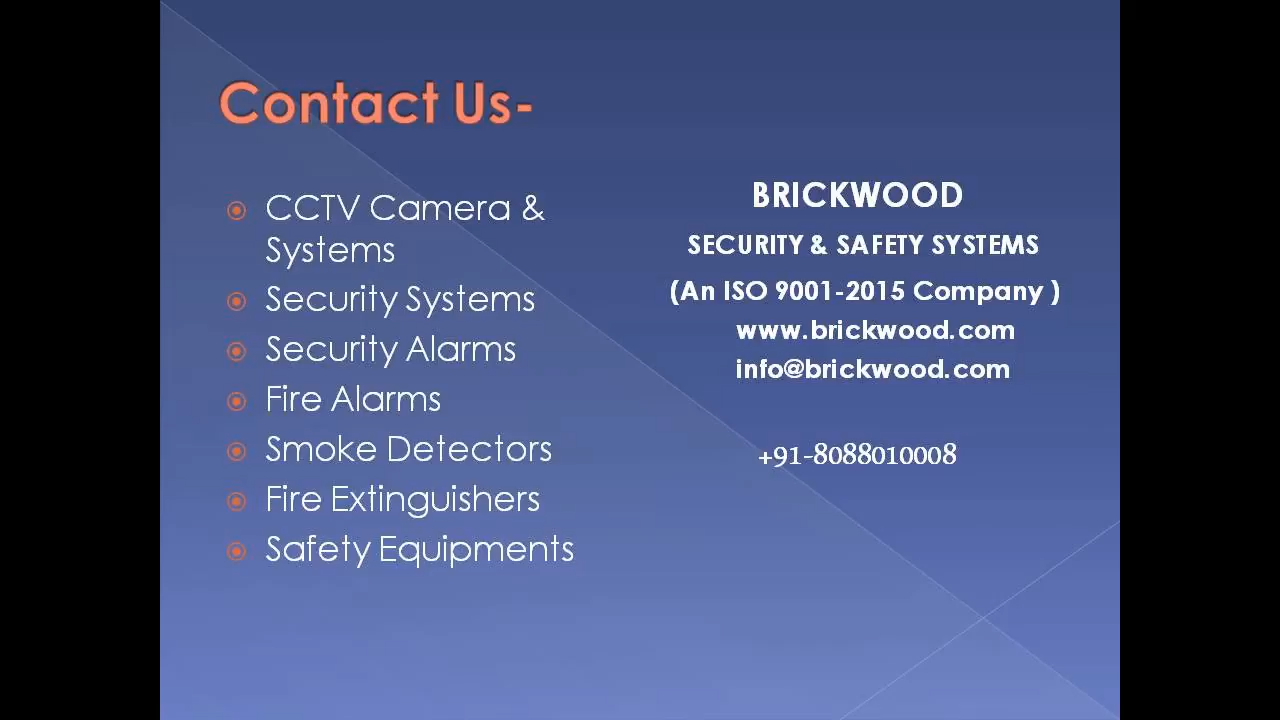 Contact Us-
CCTV Camera &
Systems
Security Systems
Security Alarms
Fire Alarms
Smoke Detectors
Fire Extinguishers
Safety Equipments
BRICKWOOD
SECURITY & SAFETY SYSTEMS
(An ISO 9001-2015 Company )
www.brickwood.com
info@brickwood.com
+91-8088010008